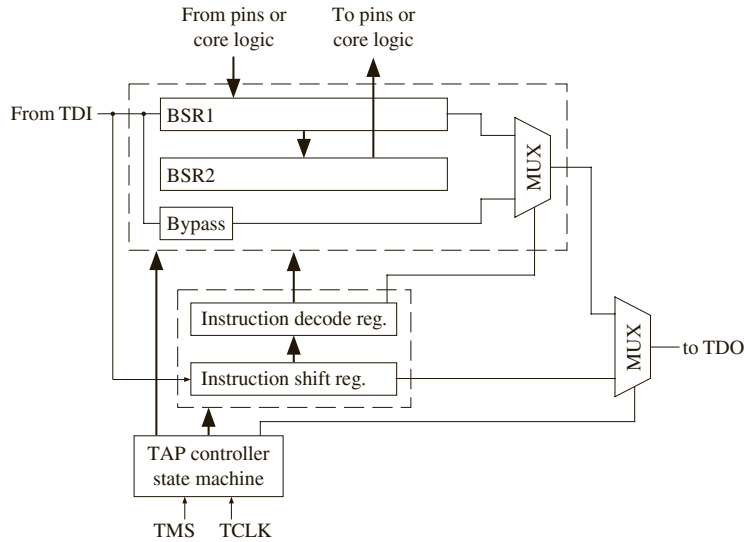 From pins or
core logic
To pins or
core logic
From TDI
BSR1
BSR2
MUX
Bypass
Instruction decode reg.
MUX
to TDO
Instruction shift reg.
TAP controller
state machine
TMS
TCLK